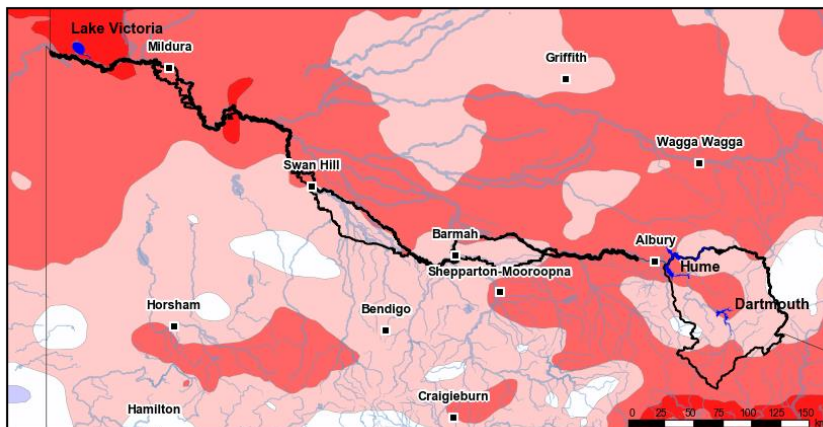 Lake Victoria
Mildura
Griffith
Wagga Wagga
Swan Hill
Barmah
Albury
Hume
Shepparton-Mooroopna
Dartmouth
Horsham
Bendigo
Hamilton
Craigieburn
0 25 50 75 100 125 150
km